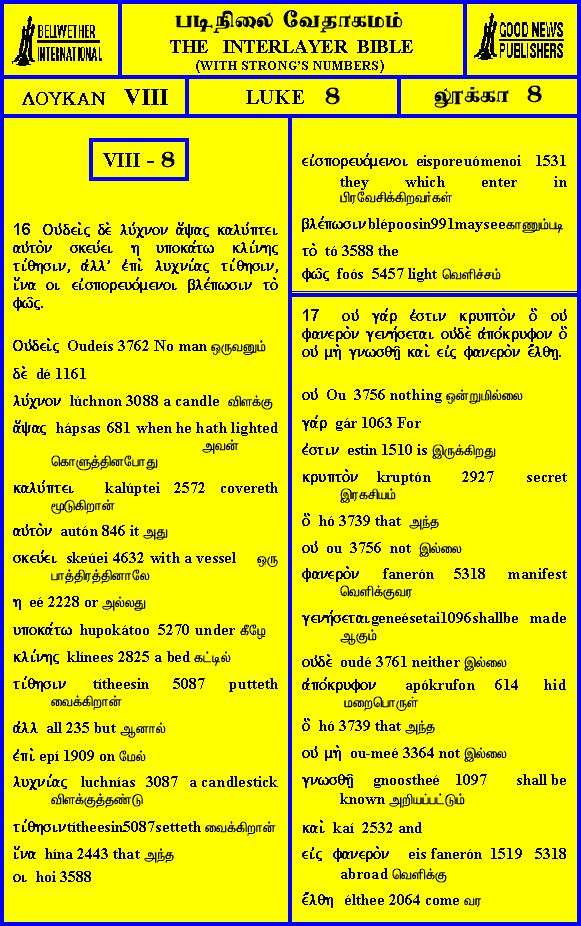 BELLWETHER
INTERNATIONAL
படிநிலை வேதாகமம்
THE INTERLAYER BIBLE
(WITH STRONG'S NUMBERS)
GOOD NEWS
PUBLISHERS
ΛΟΥΚΑΝ VIII
LUKE 8
லூக்கா 8
VIII - 8
16 Οὐδεὶς δὲ λύχνον ἅψας καλύπτει
αυτὸν σκεύει η υποκάτω κλίνης
τίθησιν, ἀλλ' ἐπὶ λυχνίας τίθησιν,
ἵνα οι εἰσπορευόμενοι βλέπωσιν τὸ
φῶς.
Οὐδεὶς Oudeís 3762 No man ஒருவனும்
δὲ dé 1161
λύχνον lúchnon 3088 a candle விளக்கு
ἅψας hápsas 681 when he hath lighted
அவன்
கொளுத்தினபோது
καλύπτει kalúptei 2572 covereth
மூடுகிறான்
αυτὸν autón 846 it அது
σκεύει skeúei 4632 with a vessel ஒரு
பாத்திரத்தினாலே
η eé 2228 or அல்லது
υποκάτω hupokátoo 5270 under கீழே
κλίνης klínees 2825 a bed கட்டில்
τίθησιν títheesin 5087 putteth
வைக்கிறான்
ἀλλ all 235 but ஆனால்
ἐπὶ epí 1909 on மேல்
λυχνίας luchnías 3087 a candlestick
விளக்குத்தண்டு
τίθησιν títheesin 5087 setteth வைக்கிறான்
ἵνα hína 2443 that அந்த
οι hoi 3588
εἰσπορευόμενοι eisporeuómenoi 1531
they which enter in
பிரவேசிக்கிறவர்கள்
βλέπωσιν blépoosin 991 may see காணும்படி
τὸ tó 3588 the
φῶς foós 5457 light வெளிச்சம்
17 οὐ γάρ ἐστιν κρυπτὸν ὃ οὐ
φανερὸν γενήσεται οὐδὲ ἀπόκρυφον ὃ
οὐ μὴ γνωσθῇ καὶ εἰς φανερὸν ἔλθη.
οὐ Ou 3756 nothing ஒன்றுமில்லை
γάρ gár 1063 For
ἐστιν estin 1510 is இருக்கிறது
κρυπτὸν kruptón 2927 secret
இரகசியம்
ὃ hó 3739 that அந்த
οὐ ou 3756 not இல்லை
φανερὸν fanerón 5318 manifest
வெளிக்குவர
γενήσεται geneésetai 1096 shall be made
ஆகும்
οὐδὲ oudé 3761 neither இல்லை
ἀπόκρυφον apókrufon 614 hid
மறைபொருள்
ὃ hó 3739 that அந்த
οὐ μὴ ou-meé 3364 not இல்லை
γνωσθῇ gnoostheé 1097 shall be
known அறியப்பட்டும்
καὶ kaí 2532 and
εἰς φανερὸν eis fanerón 1519 5318
abroad வெளிக்கு
ἔλθη élthee 2064 come வர